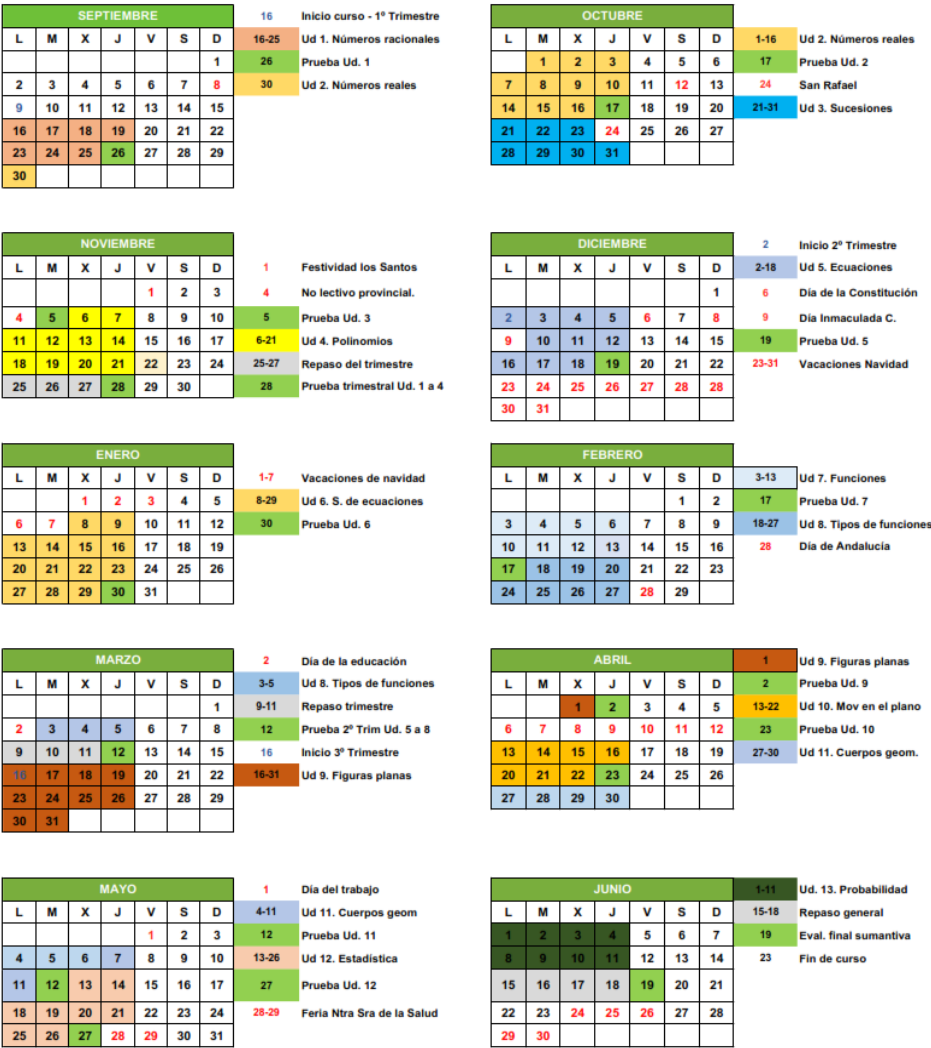 SEPTIEMBRE
L M X J V S D
1
2 3 4 5 6 7 8
9 10 11 12 13 14 15
16 17 18 19 20 21 22
23 24 25 26 27 28 29
30
16 Inicio curso - 1º Trimestre
16-25 Ud 1. Números racionales
26 Prueba Ud. 1
30 Ud 2. Números reales
OCTUBRE
L M X J V S D
1 2 3 4 5 6
7 8 9 10 11 12 13
14 15 16 17 18 19 20
21 22 23 24 25 26 27
28 29 30 31
1-16 Ud 2. Números reales
17 Prueba Ud. 2
24 San Rafael
21-31 Ud 3. Sucesiones
NOVIEMBRE
L M X J V S D
1 2 3
4 5 6 7 8 9 10
11 12 13 14 15 16 17
18 19 20 21 22 23 24
25 26 27 28 29 30
1 Festividad los Santos
4 No lectivo provincial.
5 Prueba Ud. 3
6-21 Ud 4. Polinomios
25-27 Repaso del trimestre
28 Prueba trimestral Ud. 1 a 4
DICIEMBRE
L M X J V S D
1
2 3 4 5 6 7 8
9 10 11 12 13 14 15
16 17 18 19 20 21 22
23 24 25 26 27 28 28
30 31
2 Inicio 2º Trimestre
2-18 Ud 5. Ecuaciones
6 Día de la Constitución
9 Día Inmaculada C.
19 Prueba Ud. 5
23-31 Vacaciones Navidad
ENERO
L M X J V S D
1 2 3 4 5
6 7 8 9 10 11 12
13 14 15 16 17 18 19
20 21 22 23 24 25 26
27 28 29 30 31
1-7 Vacaciones de navidad
8-29 Ud 6. S. de ecuaciones
30 Prueba Ud. 6
FEBRERO
L M X J V S D
1 2
3 4 5 6 7 8 9
10 11 12 13 14 15 16
17 18 19 20 21 22 23
24 25 26 27 28 29
3-13 Ud 7. Funciones
17 Prueba Ud. 7
18-27 Ud 8. Tipos de funciones
28 Día de Andalucía
MARZO
L M X J V S D
1
2 3 4 5 6 7 8
9 10 11 12 13 14 15
16 17 18 19 20 21 22
23 24 25 26 27 28 29
30 31
2 Día de la educación
3-5 Ud 8. Tipos de funciones
9-11 Repaso trimestre
12 Prueba 2º Trim Ud. 5 a 8
16 Inicio 3º Trimestre
16-31 Ud 9. Figuras planas
ABRIL
L M X J V S D
1 2 3 4 5
6 7 8 9 10 11 12
13 14 15 16 17 18 19
20 21 22 23 24 25 26
27 28 29 30
1 Ud 9. Figuras planas
2 Prueba Ud. 9
13-22 Ud 10. Mov en el plano
23 Prueba Ud. 10
27-30 Ud 11. Cuerpos geom.
MAYO
L M X J V S D
1 2 3
4 5 6 7 8 9 10
11 12 13 14 15 16 17
18 19 20 21 22 23 24
25 26 27 28 29 30 31
1 Día del trabajo
4-11 Ud 11. Cuerpos geom
12 Prueba Ud. 11
13-26 Ud 12. Estadística
27 Prueba Ud. 12
28-29 Feria Ntra Sra de la Salud
JUNIO
L M X J V S D
1 2 3 4 5 6 7
8 9 10 11 12 13 14
15 16 17 18 19 20 21
22 23 24 25 26 27 28
29 30
1-11 Ud. 13. Probabilidad
15-18 Repaso general
19 Eval. final sumantiva
23 Fin de curso